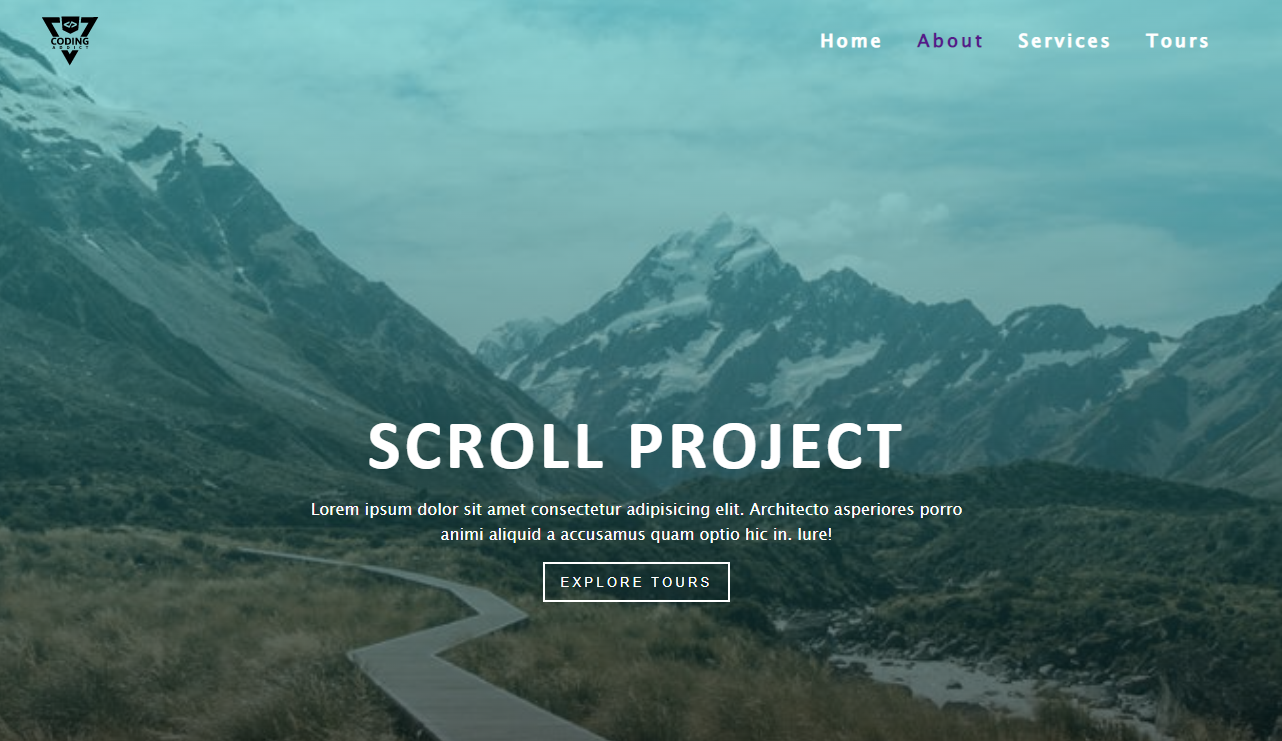 </>
CODING
ADDICT
Home About Services Tours
SCROLL PROJECT
Lorem ipsum dolor sit amet consectetur adipisicing elit. Architecto asperiores porro
animi aliquid a accusamus quam optio hic in. Iure!
EXPLORE TOURS